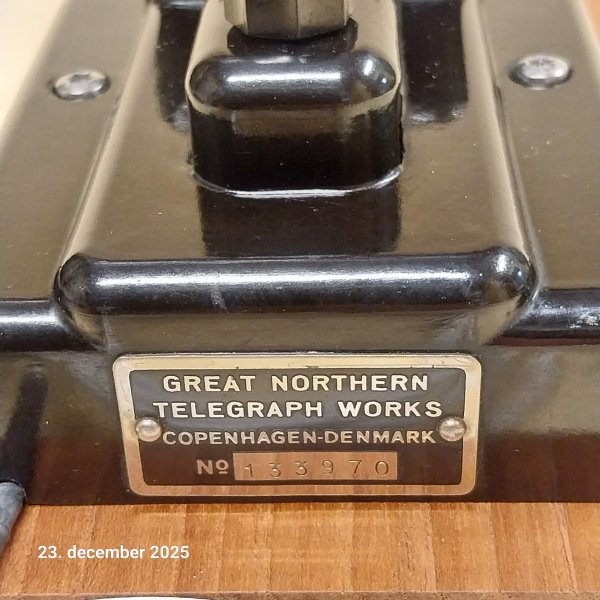 GREAT NORTHERN
TELEGRAPH WORKS
COPENHAGEN-DENMARK
Nº 133970
23. december 2025